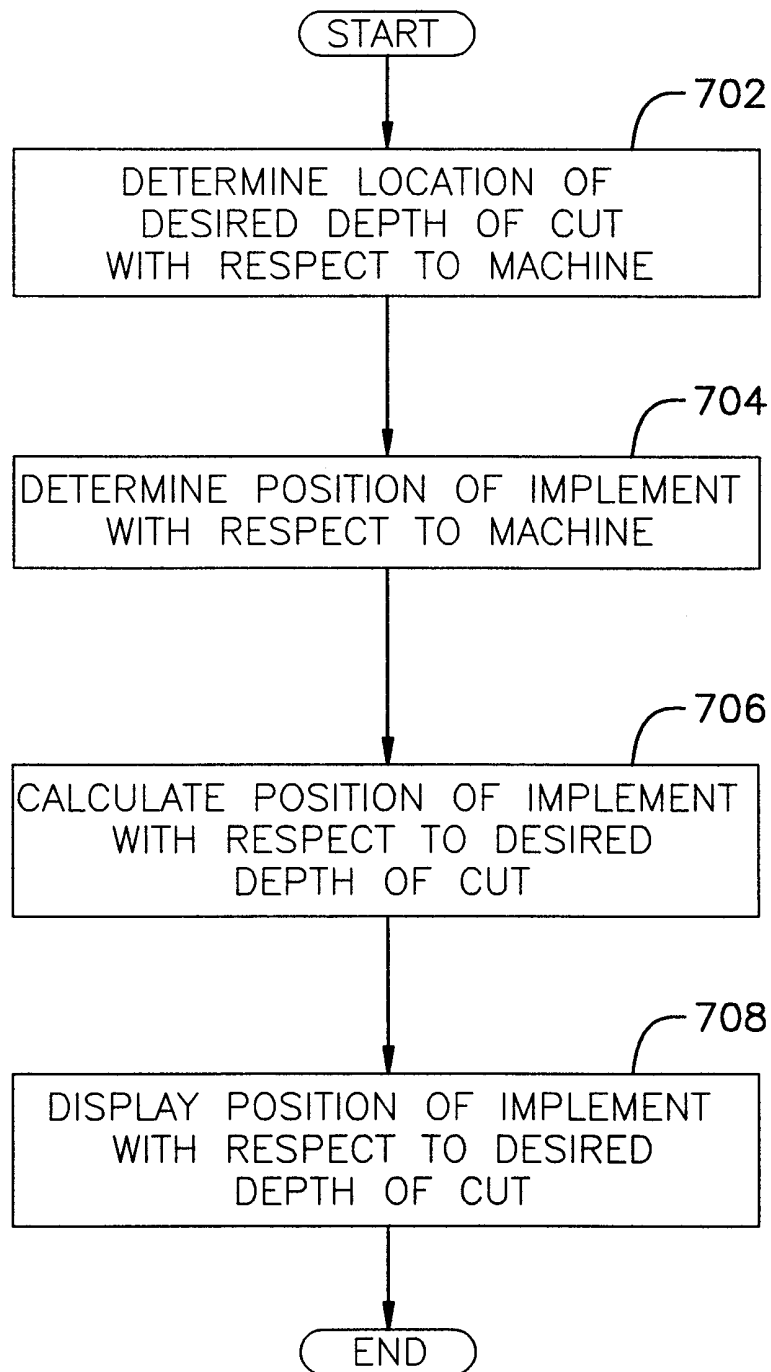 START
702
DETERMINE LOCATION OF
DESIRED DEPTH OF CUT
WITH RESPECT TO MACHINE
704
DETERMINE POSITION OF IMPLEMENT
WITH RESPECT TO MACHINE
706
CALCULATE POSITION OF IMPLEMENT
WITH RESPECT TO DESIRED
DEPTH OF CUT
708
DISPLAY POSITION OF IMPLEMENT
WITH RESPECT TO DESIRED
DEPTH OF CUT
END